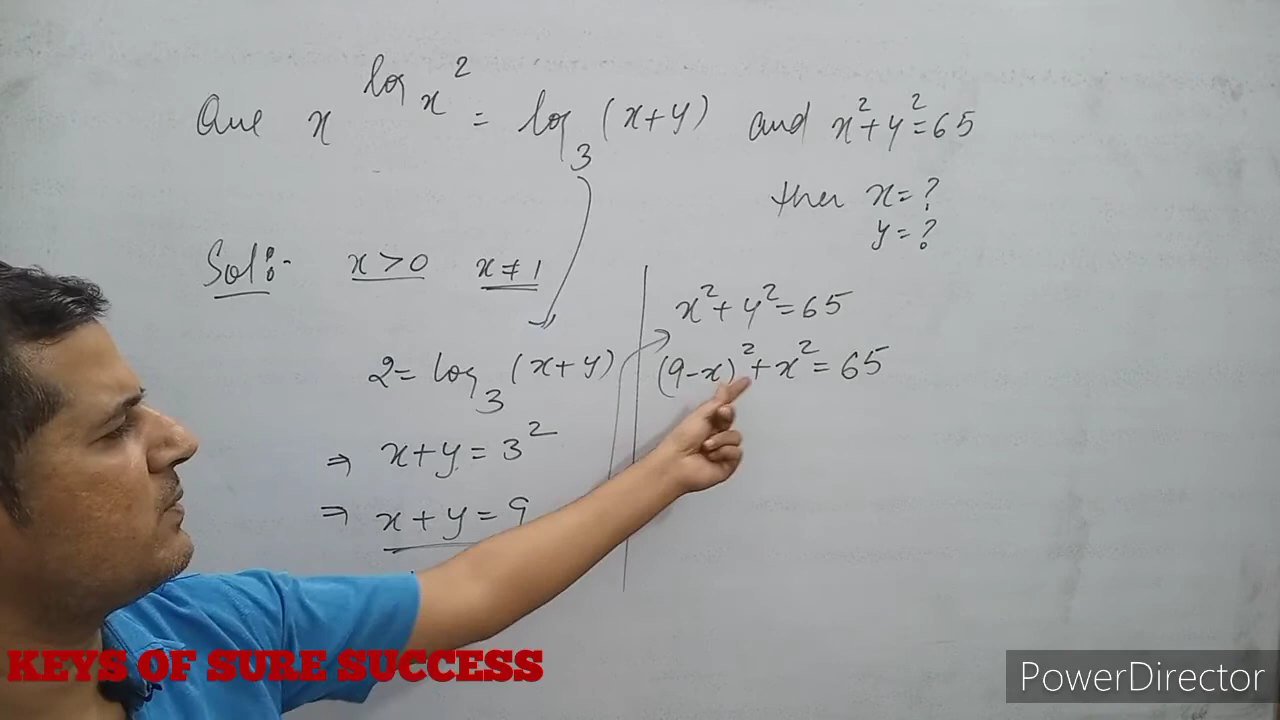 Que x^log_x 2 = log_3 (x+y) and x²+y²=65
then x=?
y=?
Sol:- x>0 x≠1
2= log_3 (x+y)
⇒ x+y=3²
⇒ x+y=9
x²+y²=65
(9-x)²+x²=65
KEYS OF SURE SUCCESS
PowerDirector